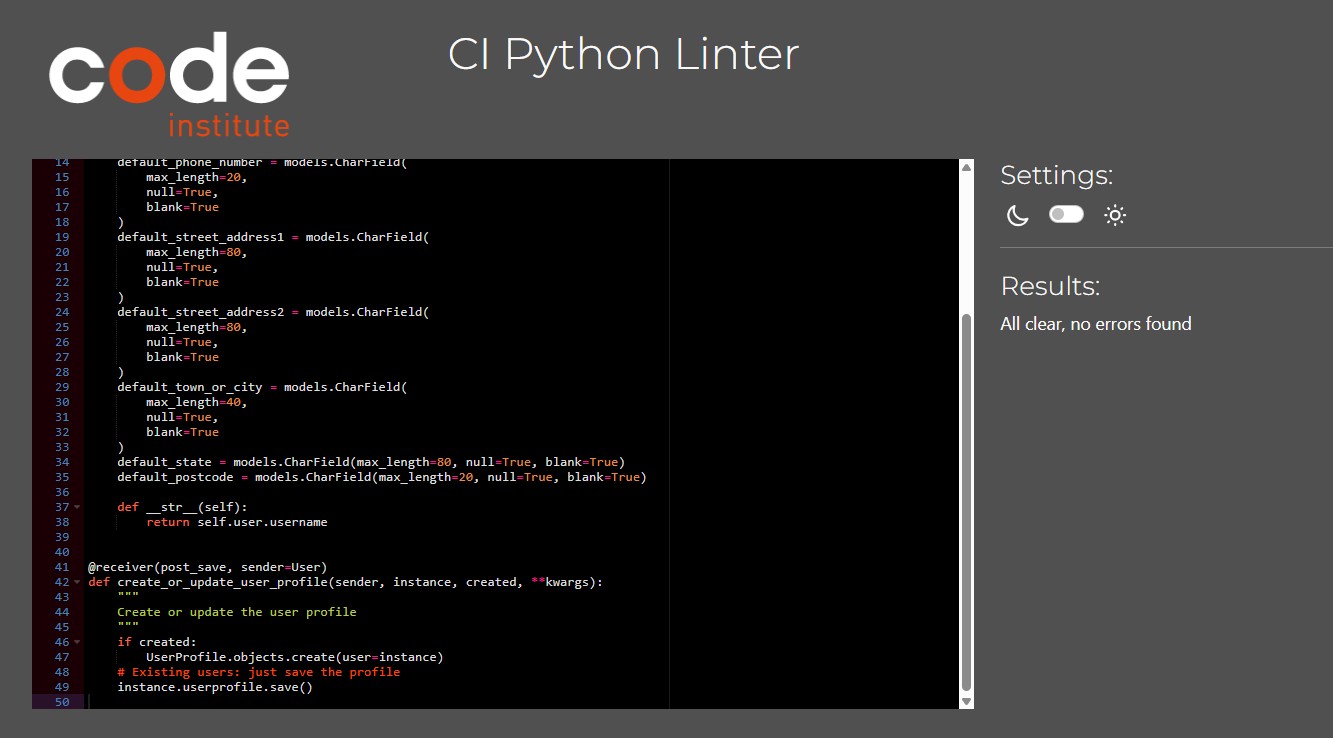 code
institute
CI Python Linter
14 default_phone_number = models.CharField(
15 max_length=20,
16 null=True,
17 blank=True
18 )
19 default_street_address1 = models.CharField(
20 max_length=80,
21 null=True,
22 blank=True
23 )
24 default_street_address2 = models.CharField(
25 max_length=80,
26 null=True,
27 blank=True
28 )
29 default_town_or_city = models.CharField(
30 max_length=40,
31 null=True,
32 blank=True
33 )
34 default_state = models.CharField(max_length=80, null=True, blank=True)
35 default_postcode = models.CharField(max_length=20, null=True, blank=True)
36
37 def __str__(self):
38 return self.user.username
39
40
41 @receiver(post_save, sender=User)
42 def create_or_update_user_profile(sender, instance, created, **kwargs):
43 """
44 Create or update the user profile
45 """
46 if created:
47 UserProfile.objects.create(user=instance)
48 # Existing users: just save the profile
49 instance.userprofile.save()
50
Settings:
Results:
All clear, no errors found